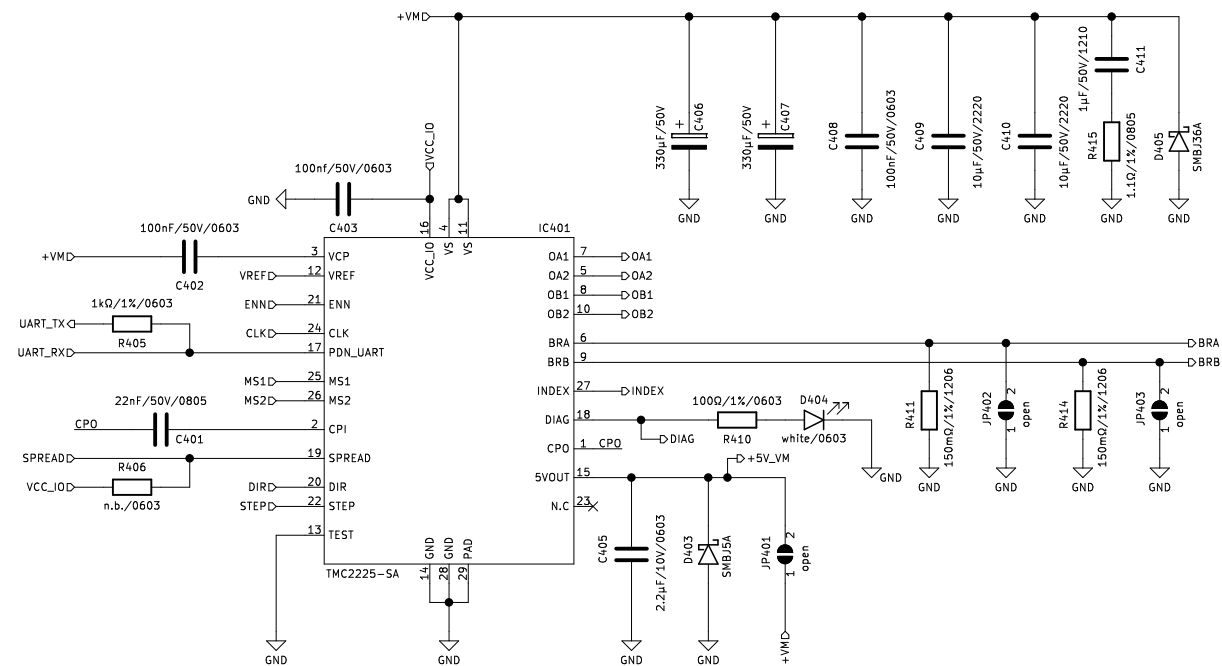 +VM
VCC_IO
330µF/50V
+
C406
330µF/50V
+
C407
C408
100nF/50V/0603
C409
10µF/50V/2220
C410
10µF/50V/2220
1µF/50V/1210
C411
R415
1.1Ω/1%/0805
D405
SMBJ36A
GND
GND
GND
GND
GND
GND
GND
100nf/50V/0603
GND
C403
100nF/50V/0603
+VM
C402
16
4
11
IC401
VCC_IO
VS
VS
3 VCP
VREF 12 VREF
ENN 21 ENN
1kΩ/1%/0603
UART_TX
R405
CLK 24 CLK
UART_RX 17 PDN_UART
MS1 25 MS1
MS2 26 MS2
22nF/50V/0805
CPO
C401
2 CPI
SPREAD 19 SPREAD
R406
VCC_IO
n.b./0603
DIR 20 DIR
STEP 22 STEP
13 TEST
OA1 7 OA1
OA2 5 OA2
OB1 8 OB1
OB2 10 OB2
BRA 6 BRA
BRB 9 BRB
INDEX 27 INDEX
DIAG 18
DIAG
100Ω/1%/0603
R410
D404
white/0603
GND
CPO 1 CPO
5VOUT 15
+5V_VM
N.C 23
R411
150mΩ/1%/1206
JP402
2
1
open
R414
150mΩ/1%/1206
JP403
2
1
open
GND
GND
GND
GND
GND
GND
PAD
TMC2225-SA
14
28
29
C405
2.2µF/10V/0603
D403
SMBJ5A
JP401
2
1
open
+VM
GND
GND
GND
GND